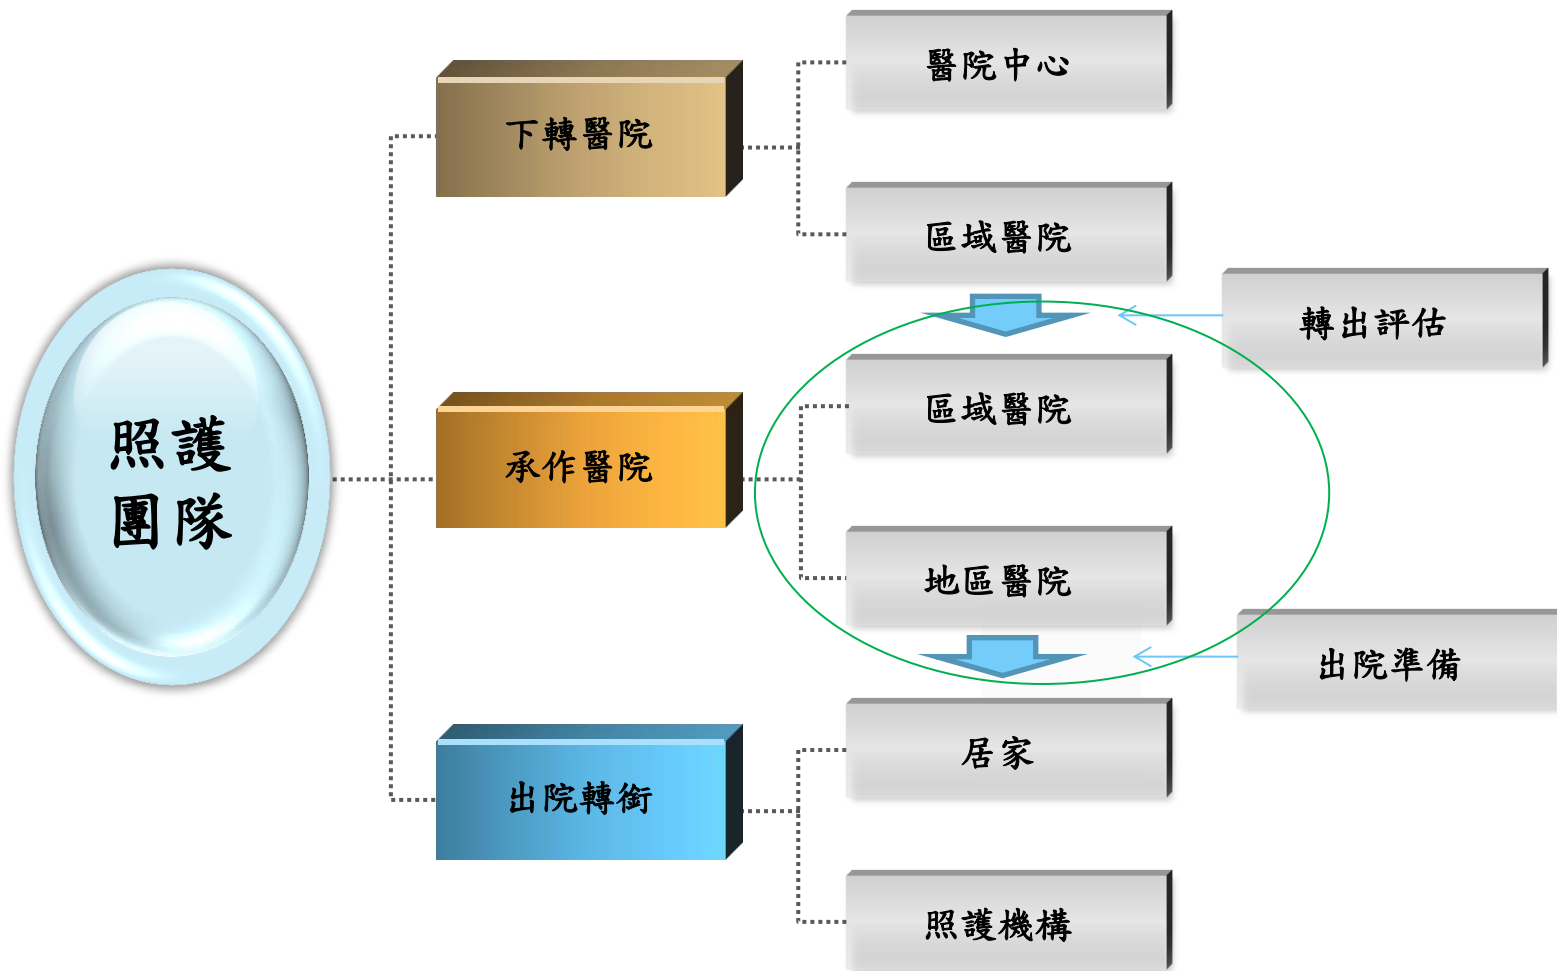 照護
團隊
下轉醫院
醫院中心
區域醫院
轉出評估
承作醫院
區域醫院
地區醫院
出院準備
出院轉銜
居家
照護機構